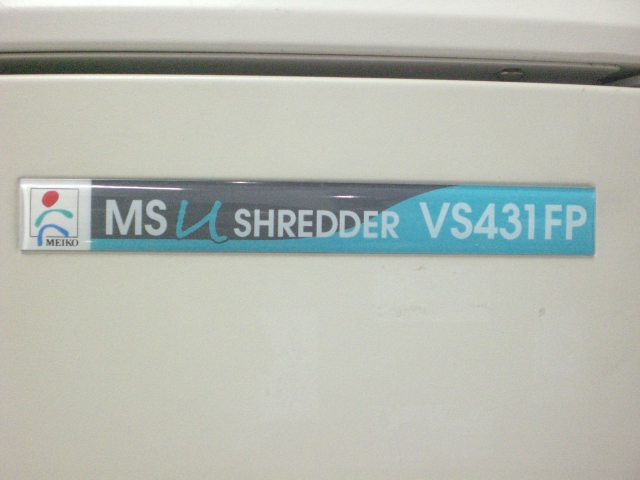 MEIKO MS u SHREDDER VS431FP